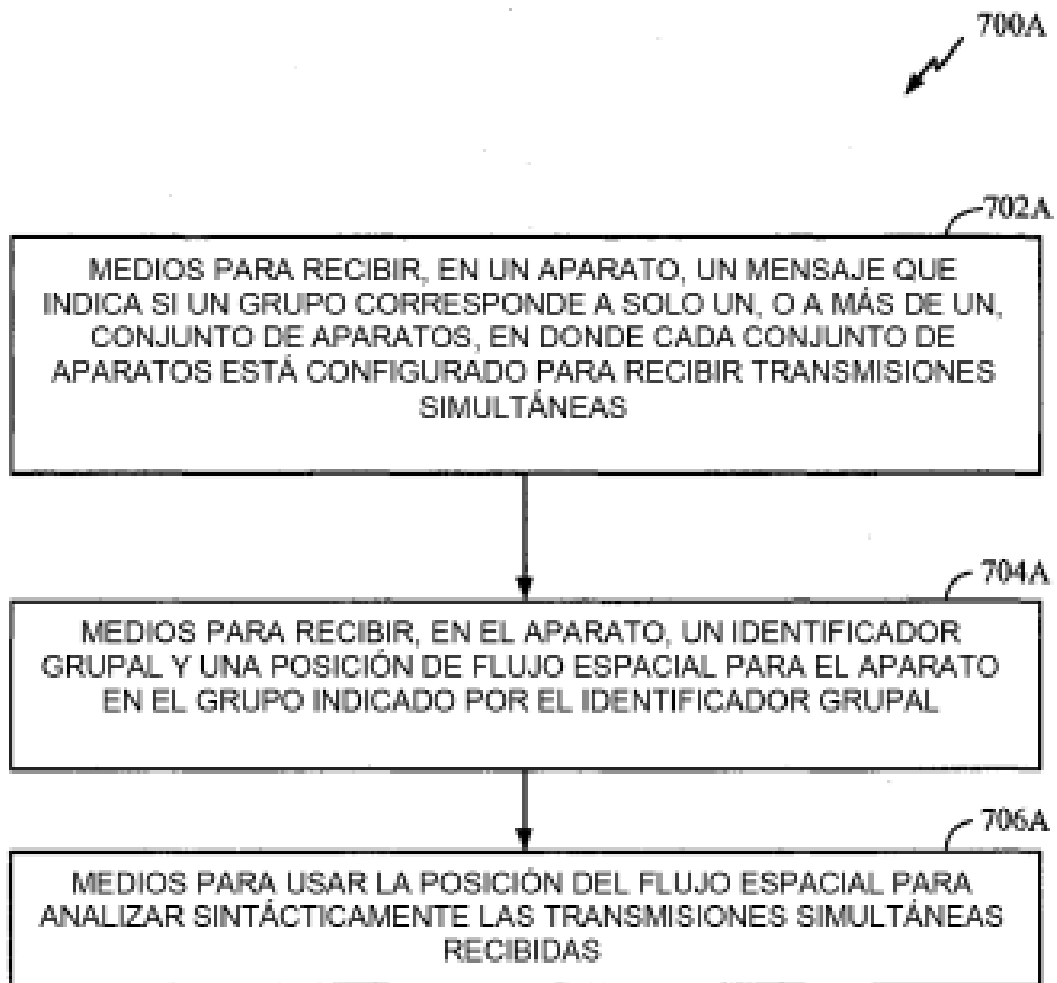 700A
702A
MEDIOS PARA RECIBIR, EN UN APARATO, UN MENSAJE QUE
INDICA SI UN GRUPO CORRESPONDE A SOLO UN, O A MÁS DE UN,
CONJUNTO DE APARATOS, EN DONDE CADA CONJUNTO DE
APARATOS ESTÁ CONFIGURADO PARA RECIBIR TRANSMISIONES
SIMULTÁNEAS
704A
MEDIOS PARA RECIBIR, EN EL APARATO, UN IDENTIFICADOR
GRUPAL Y UNA POSICIÓN DE FLUJO ESPACIAL PARA EL APARATO
EN EL GRUPO INDICADO POR EL IDENTIFICADOR GRUPAL
706A
MEDIOS PARA USAR LA POSICIÓN DEL FLUJO ESPACIAL PARA
ANALIZAR SINTÁCTICAMENTE LAS TRANSMISIONES SIMULTÁNEAS
RECIBIDAS